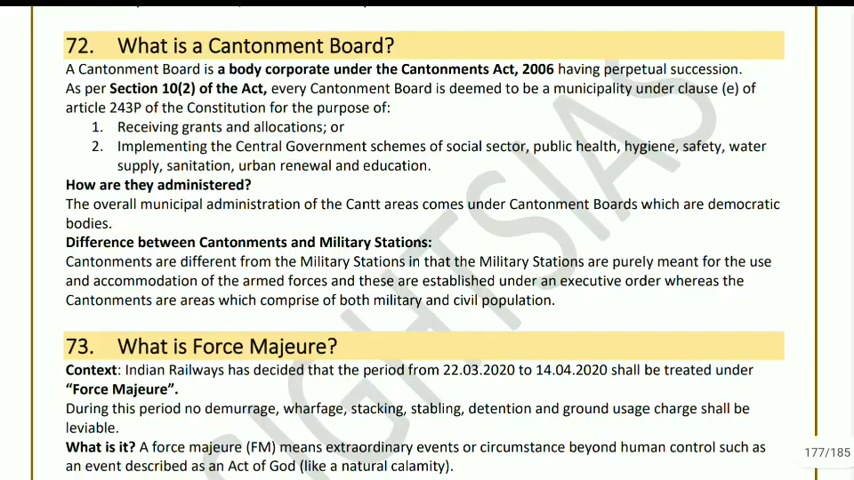 72. What is a Cantonment Board?
A Cantonment Board is a body corporate under the Cantonments Act, 2006 having perpetual succession.
As per Section 10(2) of the Act, every Cantonment Board is deemed to be a municipality under clause (e) of
article 243P of the Constitution for the purpose of:
1. Receiving grants and allocations; or
2. Implementing the Central Government schemes of social sector, public health, hygiene, safety, water
supply, sanitation, urban renewal and education.
How are they administered?
The overall municipal administration of the Cantt areas comes under Cantonment Boards which are democratic
bodies.
Difference between Cantonments and Military Stations:
Cantonments are different from the Military Stations in that the Military Stations are purely meant for the use
and accommodation of the armed forces and these are established under an executive order whereas the
Cantonments are areas which comprise of both military and civil population.
73. What is Force Majeure?
Context: Indian Railways has decided that the period from 22.03.2020 to 14.04.2020 shall be treated under
“Force Majeure”.
During this period no demurrage, wharfage, stacking, stabling, detention and ground usage charge shall be
leviable.
What is it? A force majeure (FM) means extraordinary events or circumstance beyond human control such as
an event described as an Act of God (like a natural calamity).
177/185
SIGHTSIAS